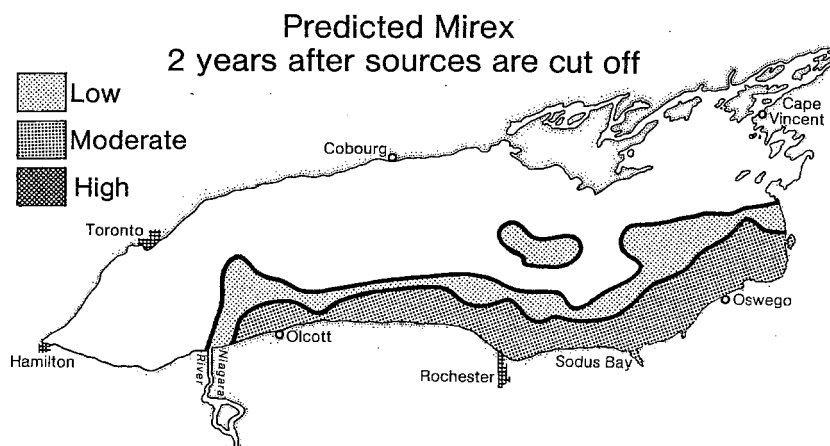 Predicted Mirex
2 years after sources are cut off
Low
Moderate
High
Cape
Vincent
Cobourg
Toronto
Oswego
Olcott
Hamilton
Niagara
River
Sodus Bay
Rochester